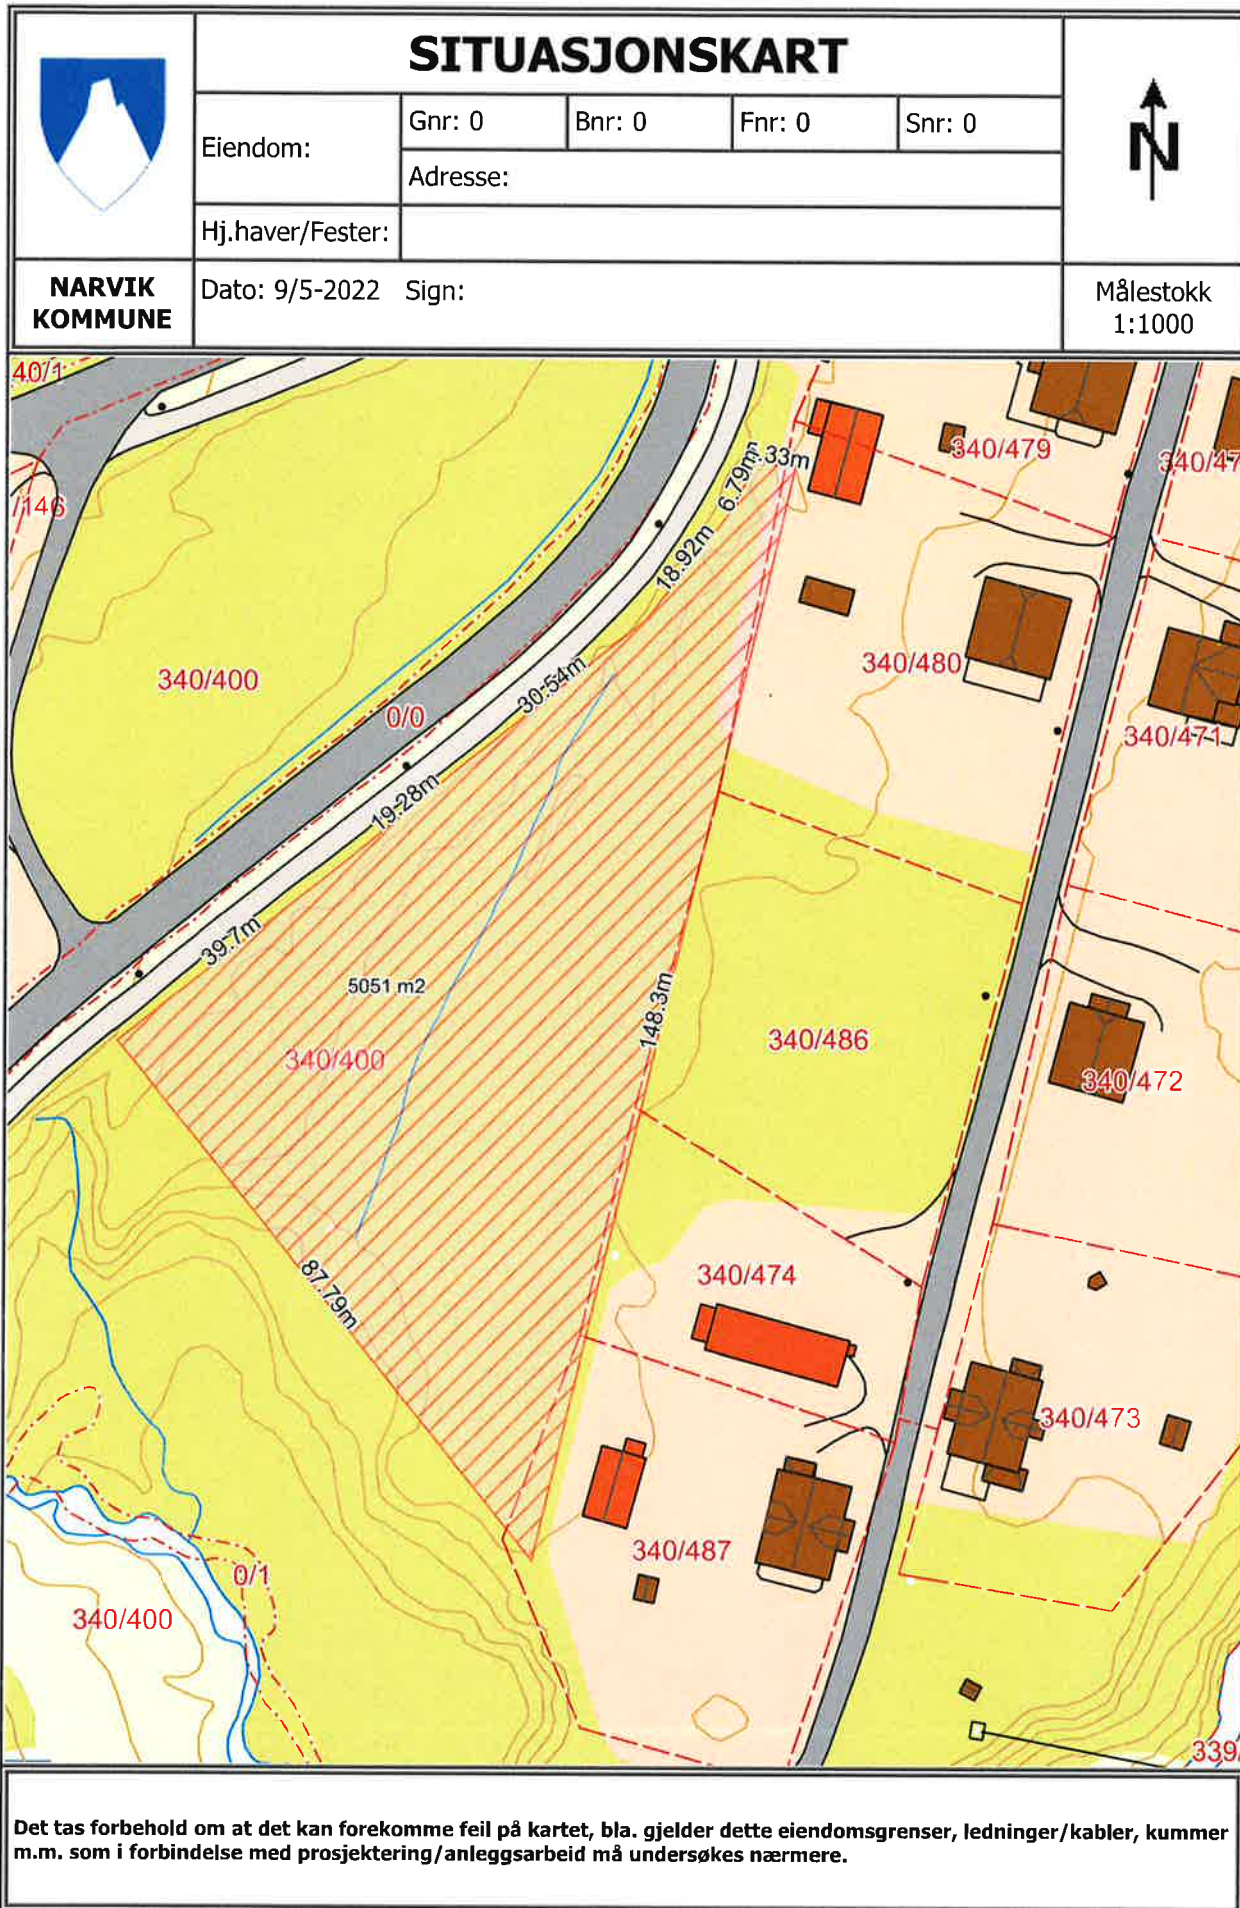 SITUASJONSKART
Eiendom:
Gnr: 0
Bnr: 0
Fnr: 0
Snr: 0
Adresse:
Hj.haver/Fester:
N
NARVIK
KOMMUNE
Dato: 9/5-2022 Sign:
Målestokk
1:1000
40/1
/146
340/479
340/47
33m
6.79m
18.92m
340/480
340/400
30.54m
0/0
340/471
19.28m
39.7m
5051 m2
148.3m
340/486
340/400
340/472
87.79m
340/474
340/473
340/487
0/1
340/400
339/
Det tas forbehold om at det kan forekomme feil på kartet, bla. gjelder dette eiendomsgrenser, ledninger/kabler, kummer
m.m. som i forbindelse med prosjektering/anleggsarbeid må undersøkes nærmere.